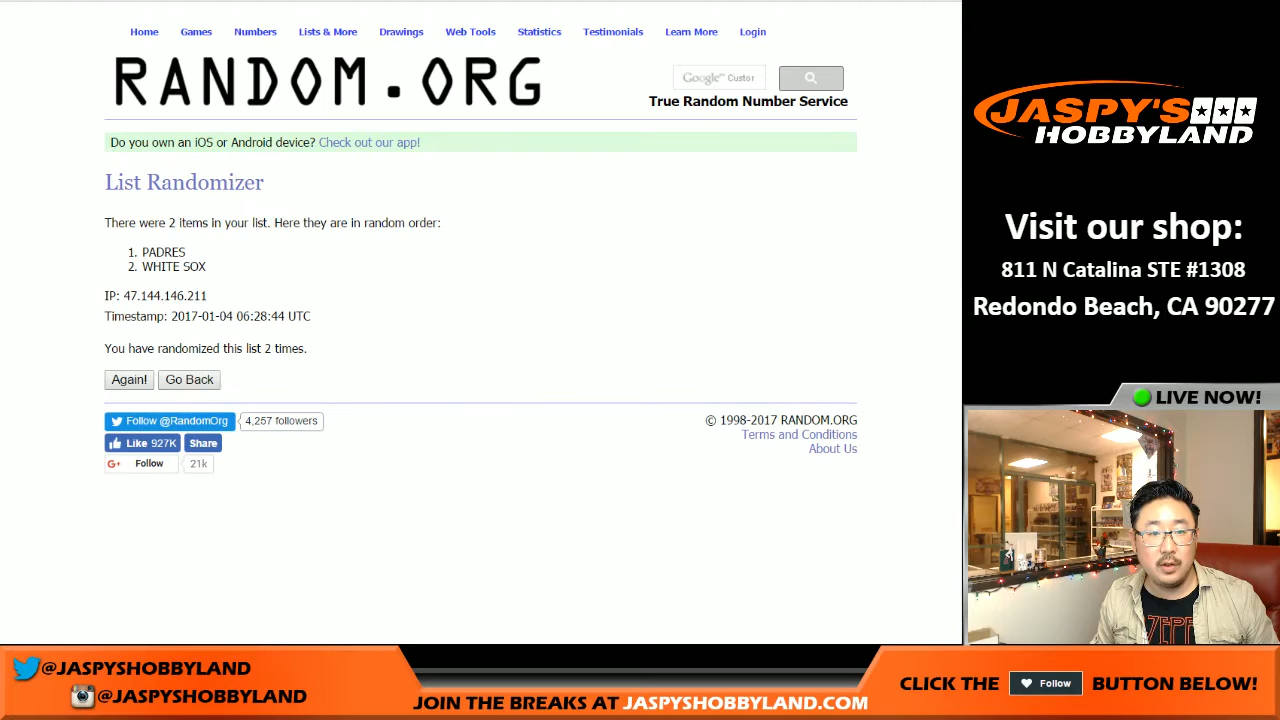 Home Games Numbers Lists & More Drawings Web Tools Statistics Testimonials Learn More Login
RANDOM.ORG
Google™ Custor
True Random Number Service
Do you own an iOS or Android device? Check out our app!
List Randomizer
There were 2 items in your list. Here they are in random order:
1. PADRES
2. WHITE SOX
IP: 47.144.146.211
Timestamp: 2017-01-04 06:28:44 UTC
You have randomized this list 2 times.
Again! Go Back
Follow @RandomOrg 4,257 followers
Like 927K Share
G+ Follow 21k
© 1998-2017 RANDOM.ORG
Terms and Conditions
About Us
JASPY'S
HOBBYLAND
Visit our shop:
811 N Catalina STE #1308
Redondo Beach, CA 90277
LIVE NOW!
ZEPP
@JASPYSHOBBYLAND
@JASPYSHOBBYLAND
JOIN THE BREAKS AT JASPYSHOBBYLAND.COM
CLICK THE Follow BUTTON BELOW!